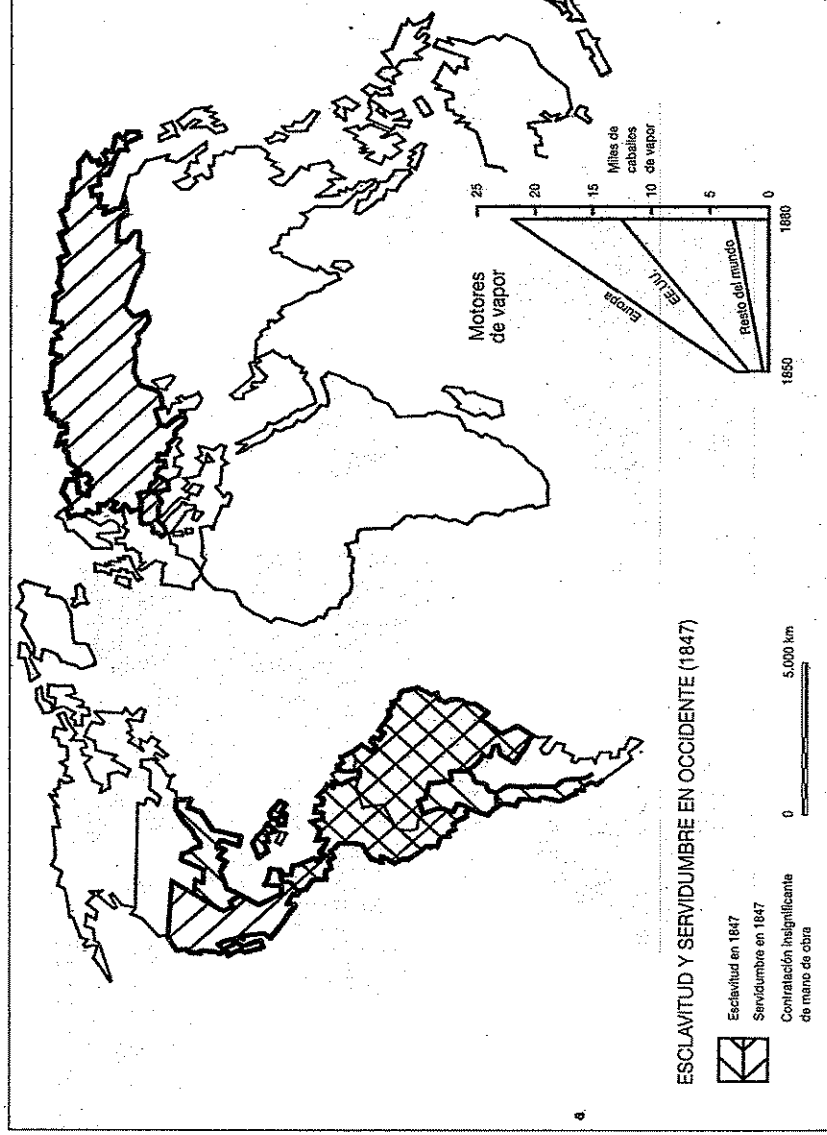 ESCLAVITUD Y SERVIDUMBRE EN OCCIDENTE (1847)
Esclavitud en 1847
Servidumbre en 1847
Contratación insignificante
de mano de obra
0
5.000 km
Motores
de vapor
Europa
EE.UU.
Resto del mundo
25
20
15
10
5
0
Miles de
caballos
de vapor
1850
1880
a